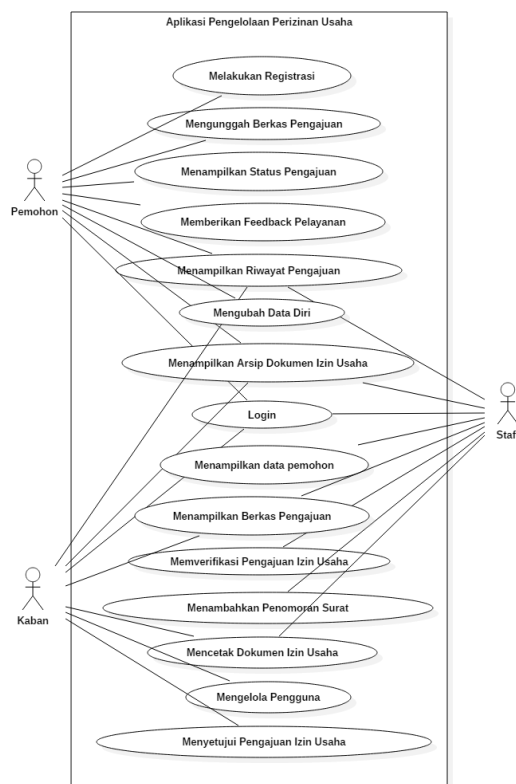 Aplikasi Pengelolaan Perizinan Usaha
Melakukan Registrasi
Mengunggah Berkas Pengajuan
Menampilkan Status Pengajuan
Pemohon
Memberikan Feedback Pelayanan
Menampilkan Riwayat Pengajuan
Mengubah Data Diri
Menampilkan Arsip Dokumen Izin Usaha
Login
Staf
Menampilkan data pemohon
Menampilkan Berkas Pengajuan
Memverifikasi Pengajuan Izin Usaha
Menambahkan Penomoran Surat
Kaban
Mencetak Dokumen Izin Usaha
Mengelola Pengguna
Menyetujui Pengajuan Izin Usaha